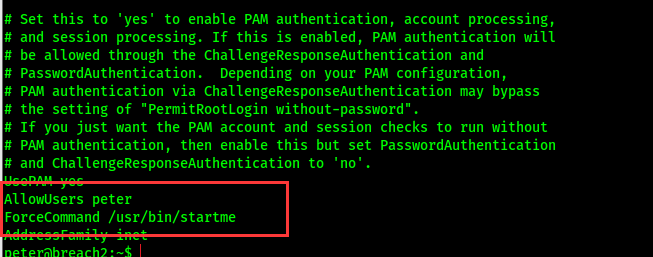 # Set this to 'yes' to enable PAM authentication, account processing,
# and session processing. If this is enabled, PAM authentication will
# be allowed through the ChallengeResponseAuthentication and
# PasswordAuthentication.  Depending on your PAM configuration,
# PAM authentication via ChallengeResponseAuthentication may bypass
# the setting of "PermitRootLogin without-password".
# If you just want the PAM account and session checks to run without
# PAM authentication, then enable this but set PasswordAuthentication
# and ChallengeResponseAuthentication to 'no'.
UsePAM yes
AllowUsers peter
ForceCommand /usr/bin/startme
AddressFamily inet
peter@breach2:~$